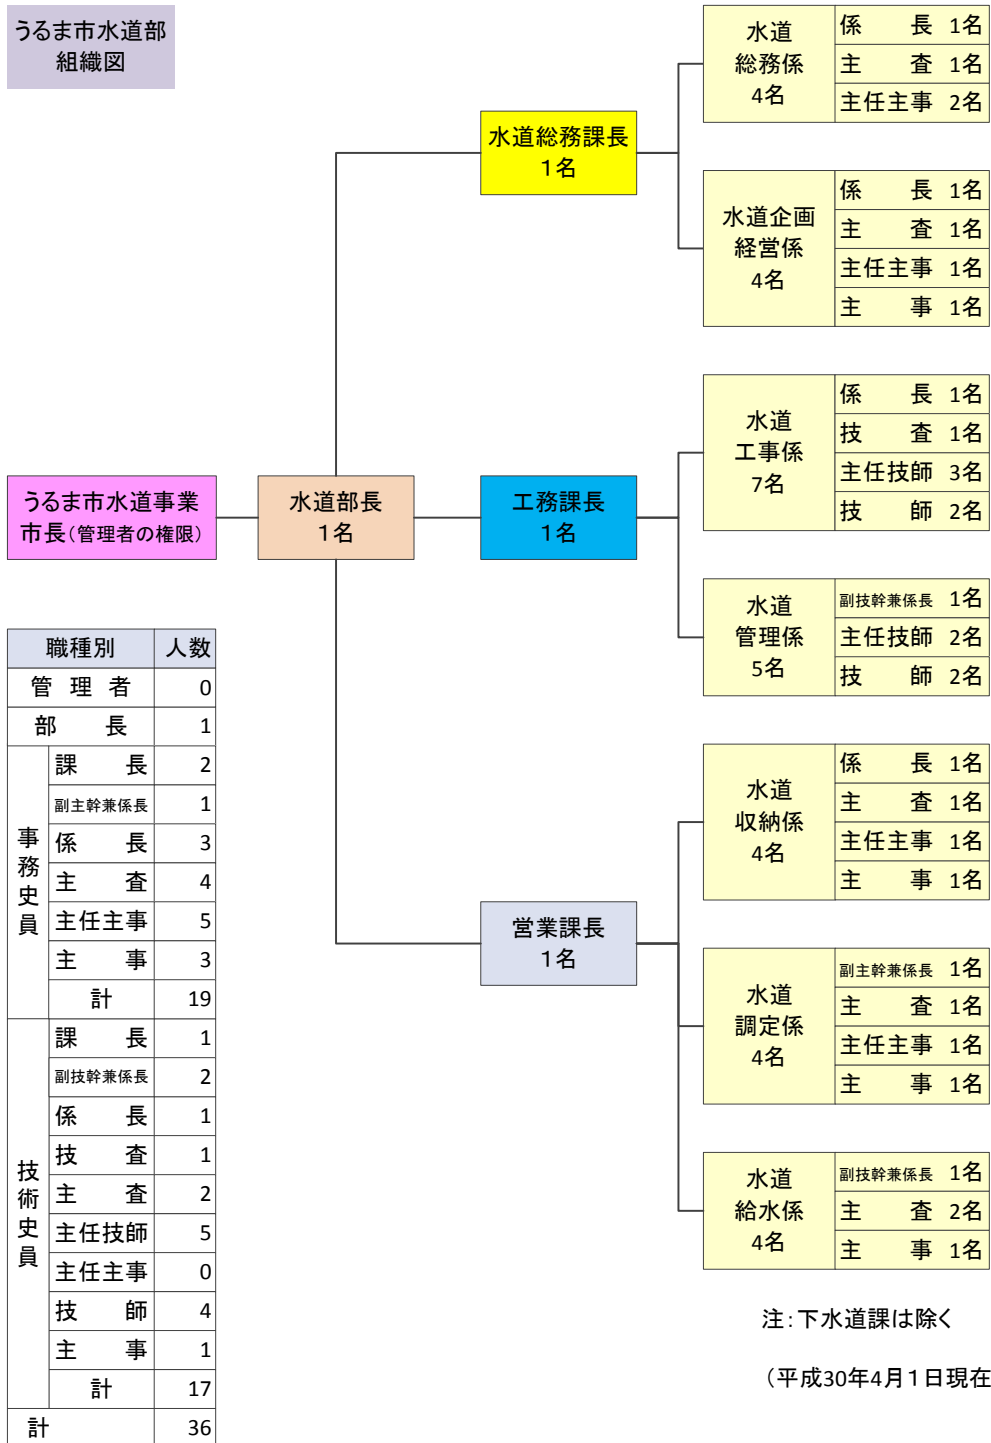 うるま市水道部
組織図
うるま市水道事業
市長(管理者の権限)
水道部長
1名
水道総務課長
1名
水道
総務係
4名
係 長 1名
主 査 1名
主任主事 2名
水道企画
経営係
4名
係 長 1名
主 査 1名
主任主事 1名
主 事 1名
工務課長
1名
水道
工事係
7名
係 長 1名
技 査 1名
主任技師 3名
技 師 2名
水道
管理係
5名
副技幹兼係長 1名
主任技師 2名
技 師 2名
営業課長
1名
水道
収納係
4名
係 長 1名
主 査 1名
主任主事 1名
主 事 1名
水道
調定係
4名
副主幹兼係長 1名
主 査 1名
主任主事 1名
主 事 1名
水道
給水係
4名
副技幹兼係長 1名
主 査 2名
主 事 1名
職種別 人数
管 理 者 0
部 長 1
事務史員
課 長 2
副主幹兼係長 1
係 長 3
主 査 4
主任主事 5
主 事 3
計 19
技術史員
課 長 1
副技幹兼係長 2
係 長 1
技 査 1
主 査 2
主任技師 5
主任主事 0
技 師 4
主 事 1
計 17
計 36
注:下水道課は除く
(平成30年4月1日現在